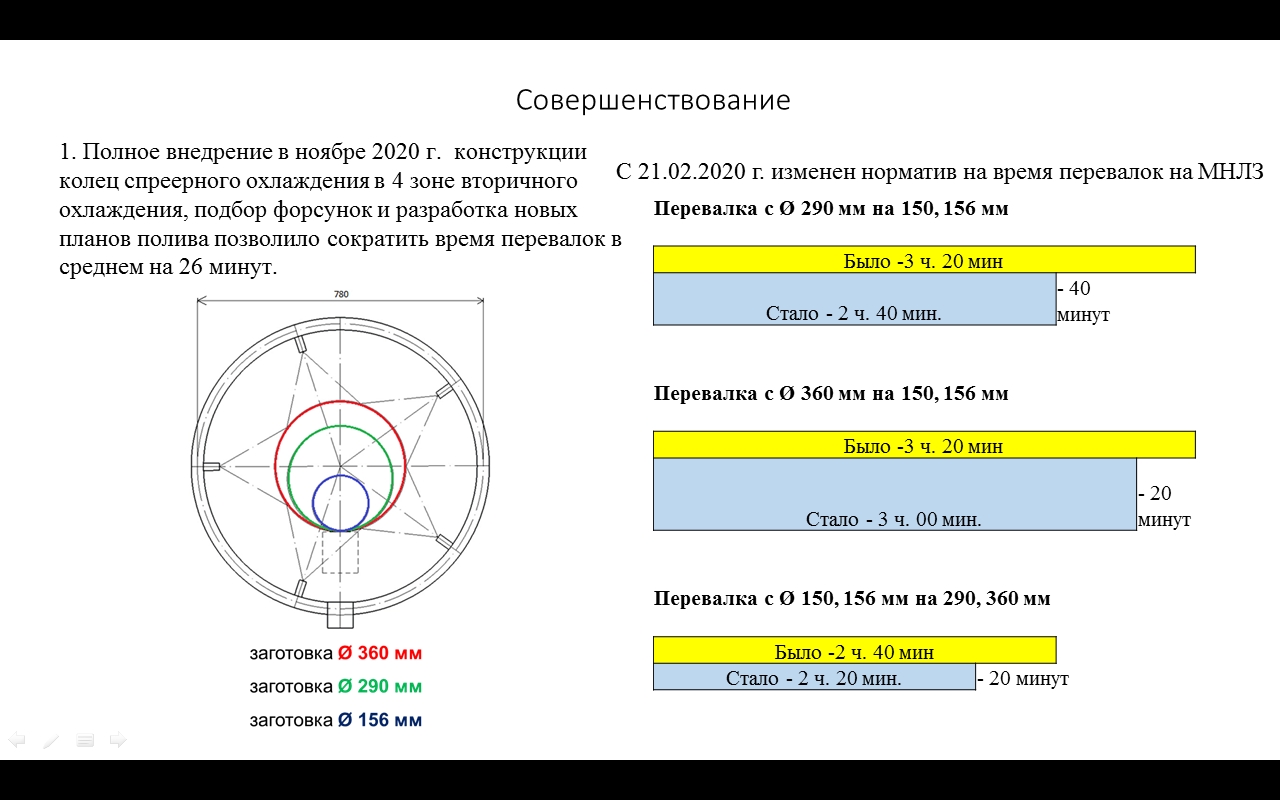 Совершенствование
1. Полное внедрение в ноябре 2020 г.  конструкции
колец спреерного охлаждения в 4 зоне вторичного
охлаждения, подбор форсунок и разработка новых
планов полива позволило сократить время перевалок в
среднем на 26 минут.
780
заготовка Ø 360 мм
заготовка Ø 290 мм
заготовка Ø 156 мм
С 21.02.2020 г. изменен норматив на время перевалок на МНЛЗ
Перевалка с Ø 290 мм на 150, 156 мм
Было -3 ч. 20 мин
Стало - 2 ч. 40 мин.
- 40
минут
Перевалка с Ø 360 мм на 150, 156 мм
Было -3 ч. 20 мин
Стало - 3 ч. 00 мин.
- 20
минут
Перевалка с Ø 150, 156 мм на 290, 360 мм
Было -2 ч. 40 мин
Стало - 2 ч. 20 мин.
- 20 минут